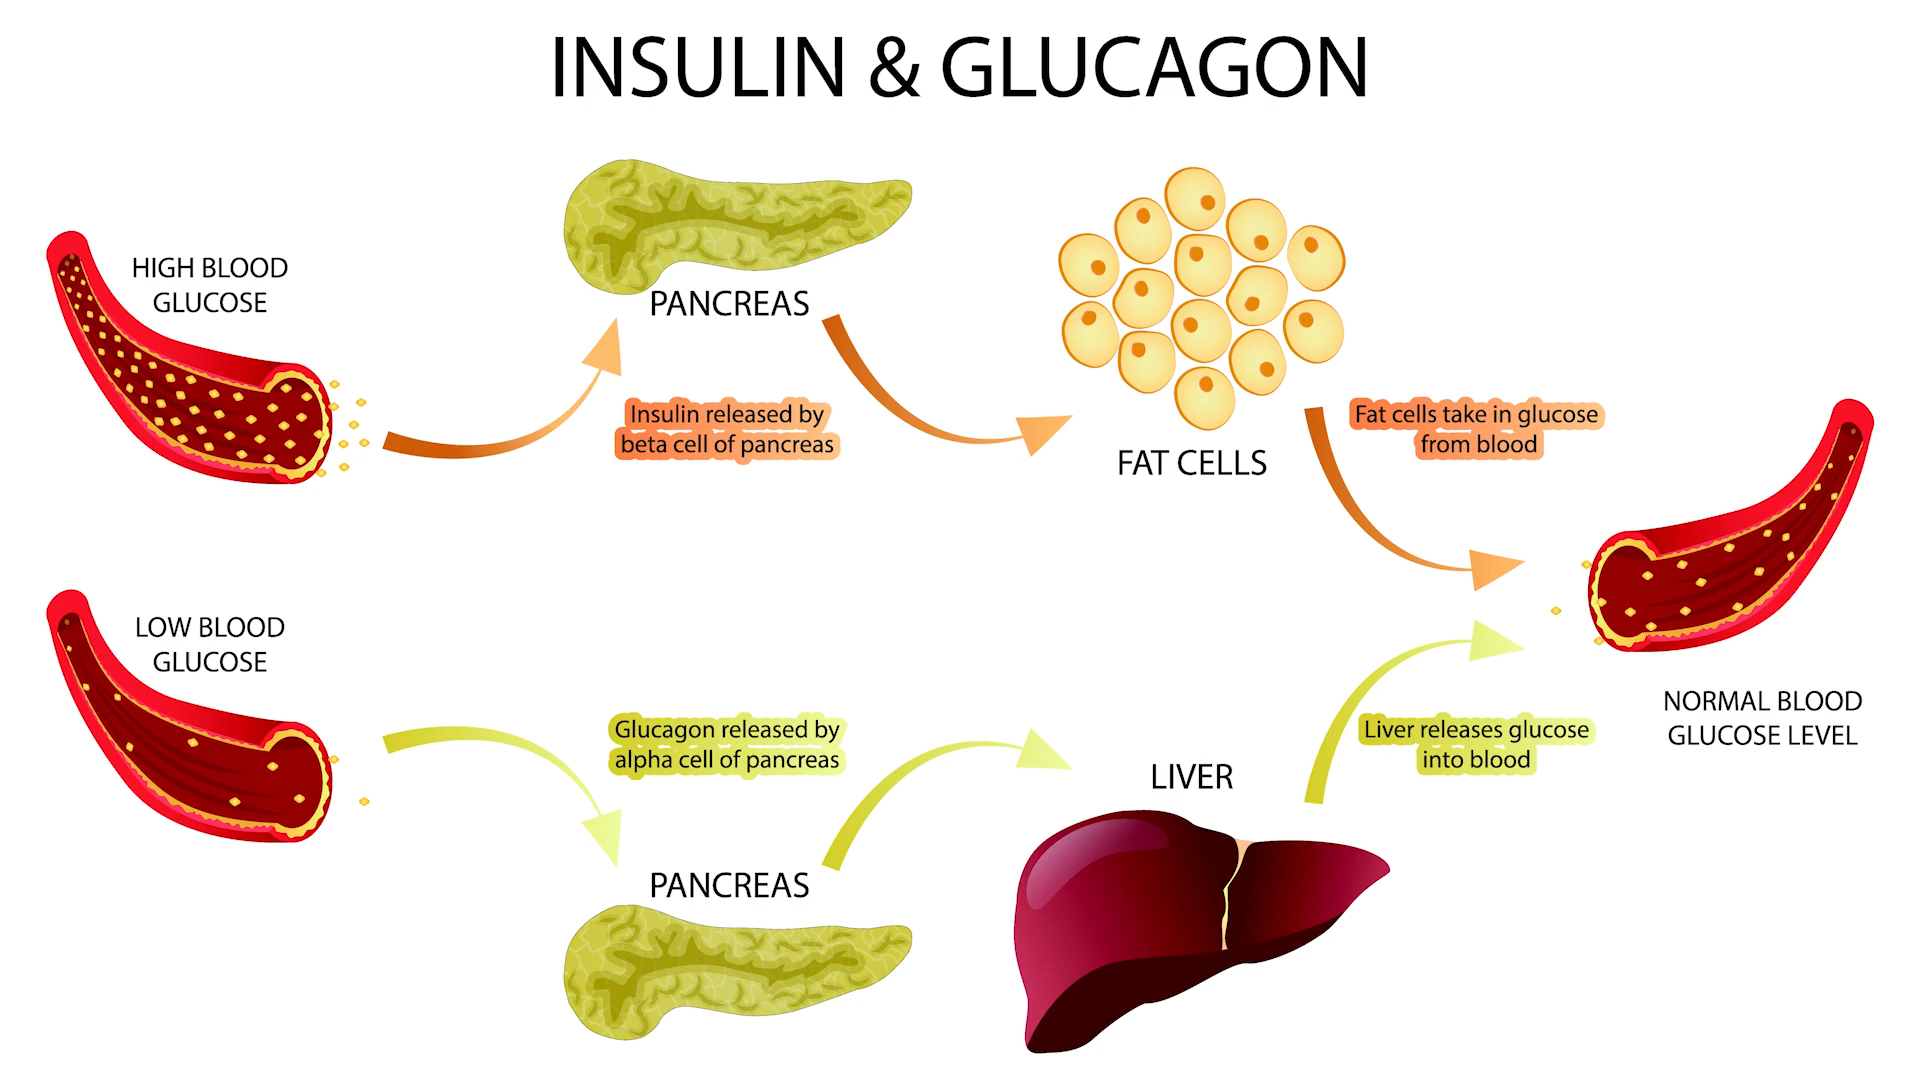 INSULIN & GLUCAGON
HIGH BLOOD
GLUCOSE
PANCREAS
Insulin released by
beta cell of pancreas
FAT CELLS
Fat cells take in glucose
from blood
LOW BLOOD
GLUCOSE
Glucagon released by
alpha cell of pancreas
PANCREAS
LIVER
Liver releases glucose
into blood
NORMAL BLOOD
GLUCOSE LEVEL